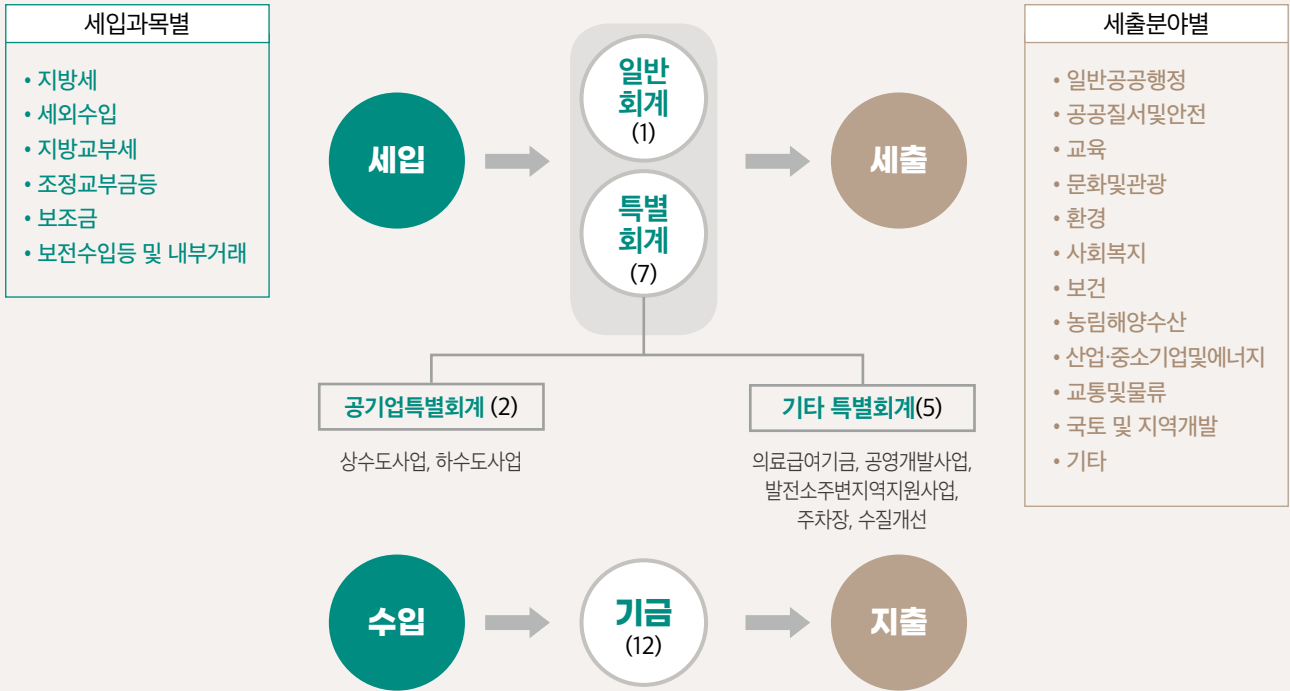 세입과목별
• 지방세
• 세외수입
• 지방교부세
• 조정교부금등
• 보조금
• 보전수입등 및 내부거래
세입
일반
회계
(1)
특별
회계
(7)
세출
세출분야별
• 일반공공행정
• 공공질서및안전
• 교육
• 문화및관광
• 환경
• 사회복지
• 보건
• 농림해양수산
• 산업·중소기업및에너지
• 교통및물류
• 국토 및 지역개발
• 기타
공기업특별회계 (2)
상수도사업, 하수도사업
기타 특별회계(5)
의료급여기금, 공영개발사업,
발전소주변지역지원사업,
주차장, 수질개선
수입
기금
(12)
지출